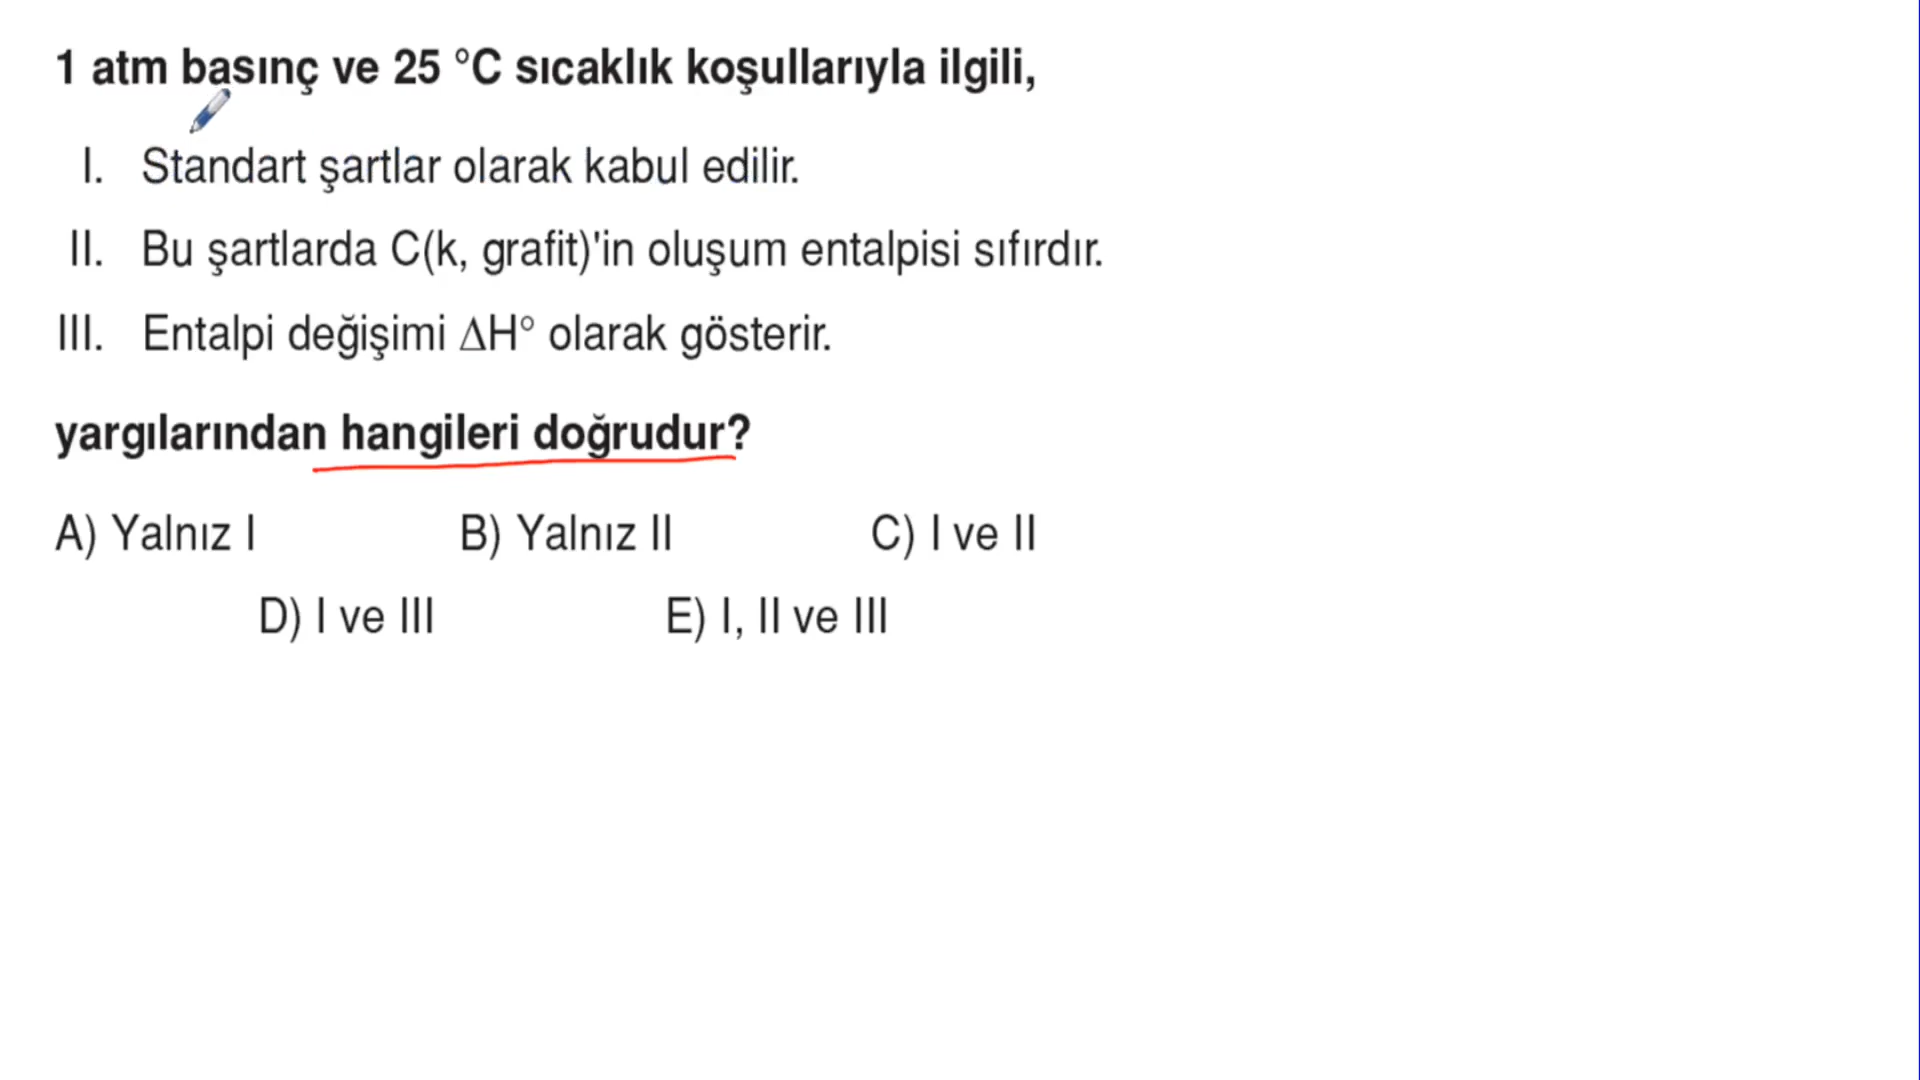 1 atm basınç ve 25 °C sıcaklık koşullarıyla ilgili,
I. Standart şartlar olarak kabul edilir.
II. Bu şartlarda C(k, grafit)'in oluşum entalpisi sıfırdır.
III. Entalpi değişimi ΔH° olarak gösterir.
yargılarından hangileri doğrudur?
A) Yalnız I B) Yalnız II C) I ve II
D) I ve III E) I, II ve III